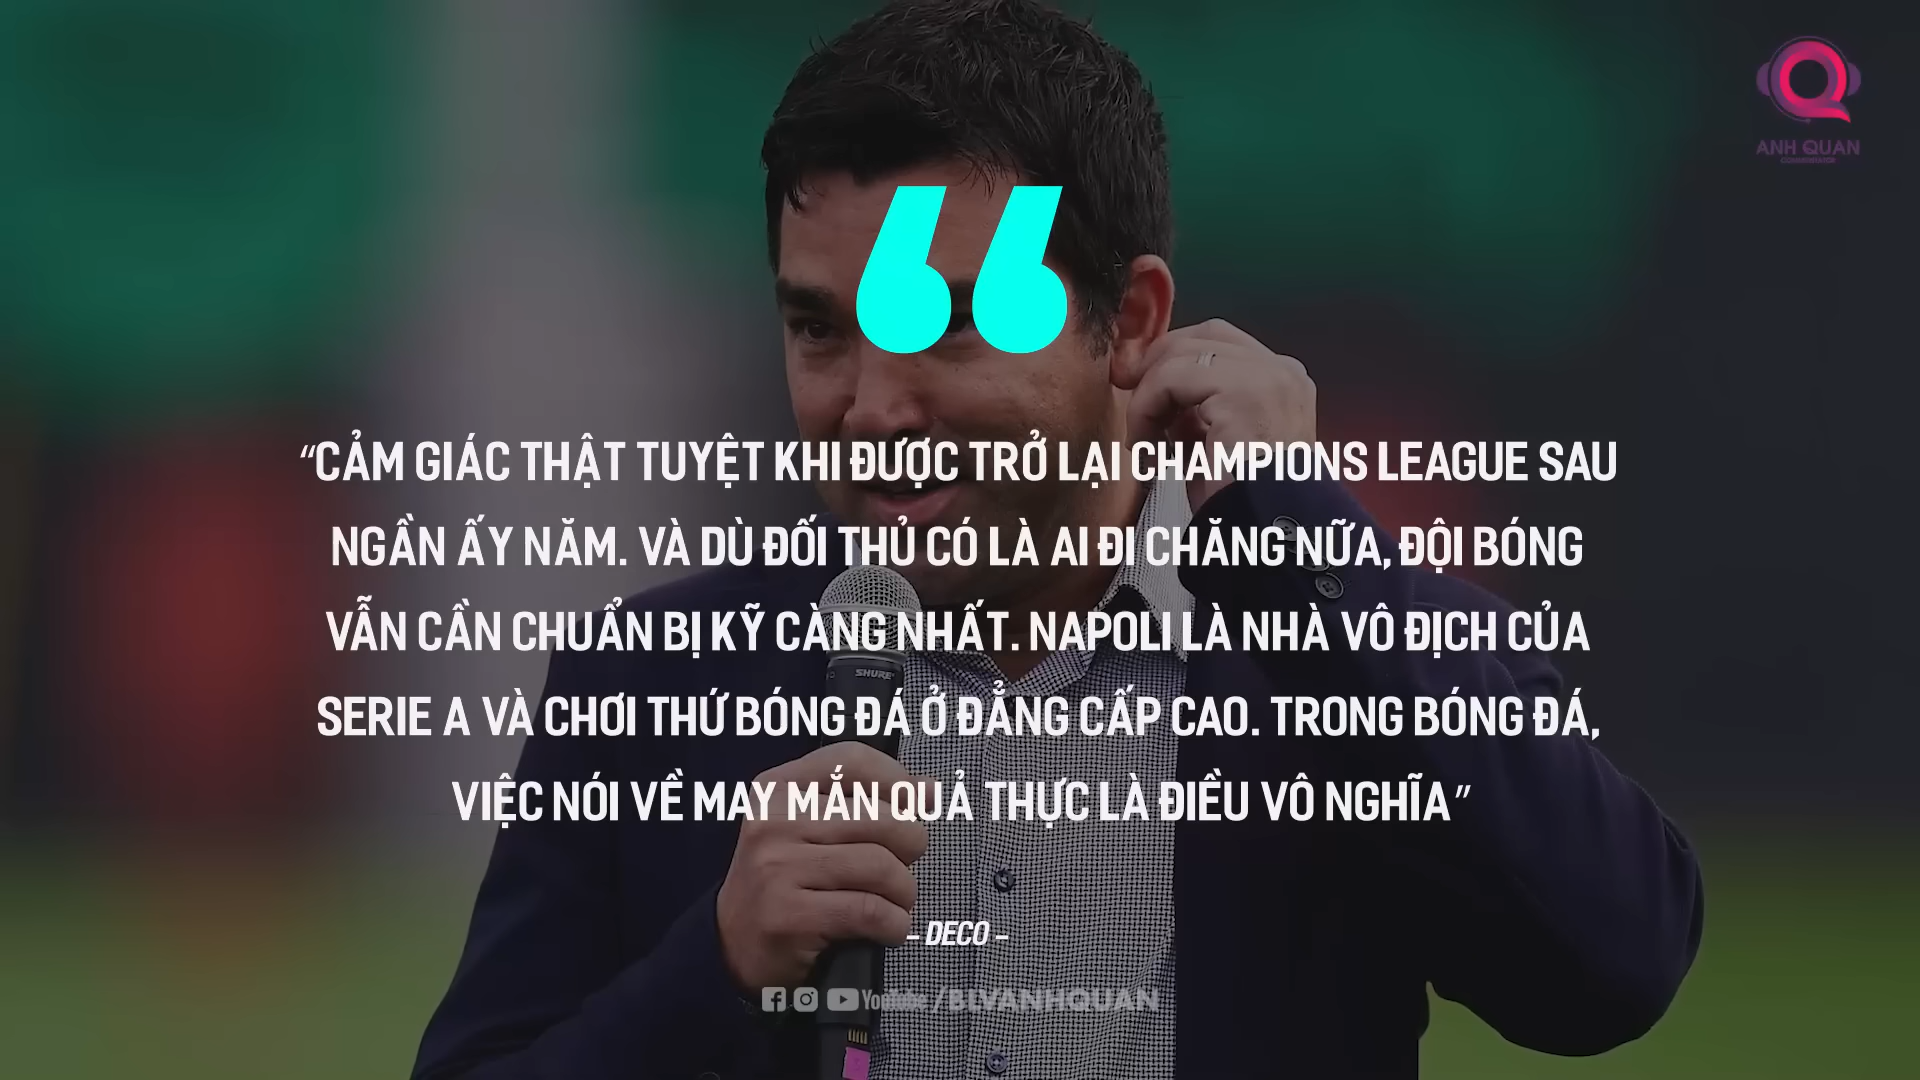 ANH QUAN
COMMENTATOR
“CẢM GIÁC THẬT TUYỆT KHI ĐƯỢC TRỞ LẠI CHAMPIONS LEAGUE SAU
NGẦN ẤY NĂM. VÀ DÙ ĐỐI THỦ CÓ LÀ AI ĐI CHĂNG NỮA, ĐỘI BÓNG
VẪN CẦN CHUẨN BỊ KỸ CÀNG NHẤT. NAPOLI LÀ NHÀ VÔ ĐỊCH CỦA
SERIE A VÀ CHƠI THỨ BÓNG ĐÁ Ở ĐẲNG CẤP CAO. TRONG BÓNG ĐÁ,
VIỆC NÓI VỀ MAY MẮN QUẢ THỰC LÀ ĐIỀU VÔ NGHĨA”
SHURE
– DECO –
Youtube /BLVANHQUAN